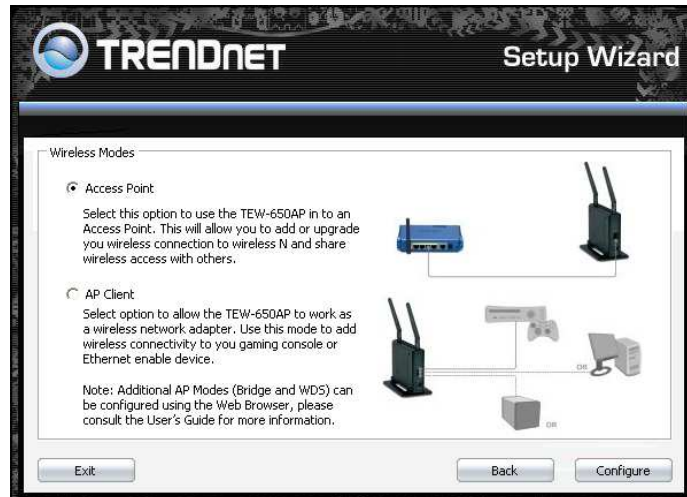 TRENDNET
Setup Wizard
Wireless Modes
Access Point
Select this option to use the TEW-650AP in to an
Access Point. This will allow you to add or upgrade
you wireless connection to wireless N and share
wireless access with others.
AP Client
Select option to allow the TEW-650AP to work as
a wireless network adapter. Use this mode to add
wireless connectivity to you gaming console or
Ethernet enable device.
Note: Additional AP Modes (Bridge and WDS) can
be configured using the Web Browser, please
consult the User's Guide for more information.
OR
OR
Exit
Back
Configure